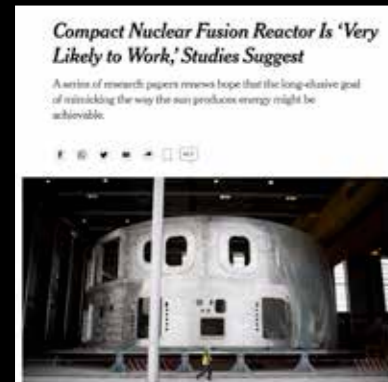 Compact Nuclear Fusion Reactor Is ‘Very
Likely to Work,’ Studies Suggest
A series of research papers renews hope that the long-elusive goal
of mimicking the way the sun produces energy might be
achievable.